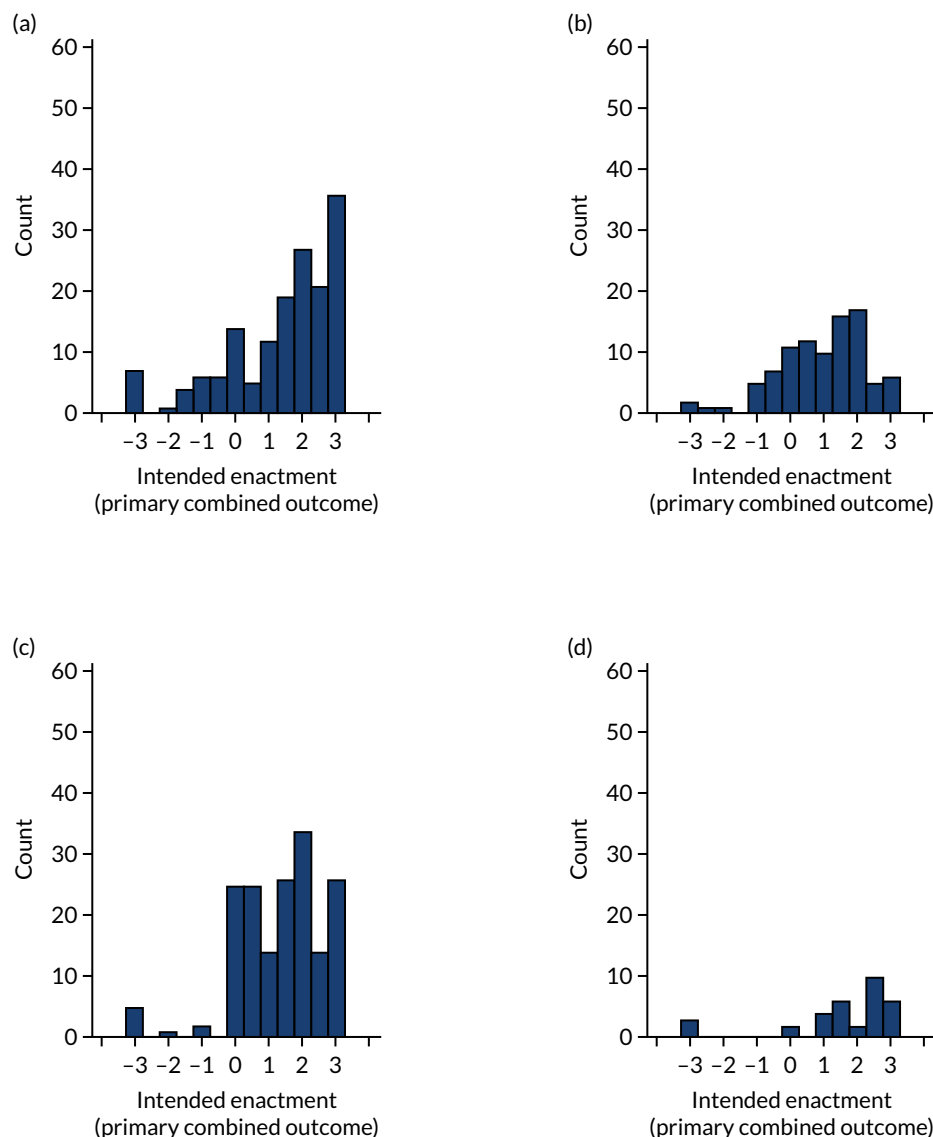 (a)
60
50
40
30
20
10
0
Count
–3 –2 –1 0 1 2 3
Intended enactment
(primary combined outcome)
(b)
60
50
40
30
20
10
0
Count
–3 –2 –1 0 1 2 3
Intended enactment
(primary combined outcome)
(c)
60
50
40
30
20
10
0
Count
–3 –2 –1 0 1 2 3
Intended enactment
(primary combined outcome)
(d)
60
50
40
30
20
10
0
Count
–3 –2 –1 0 1 2 3
Intended enactment
(primary combined outcome)